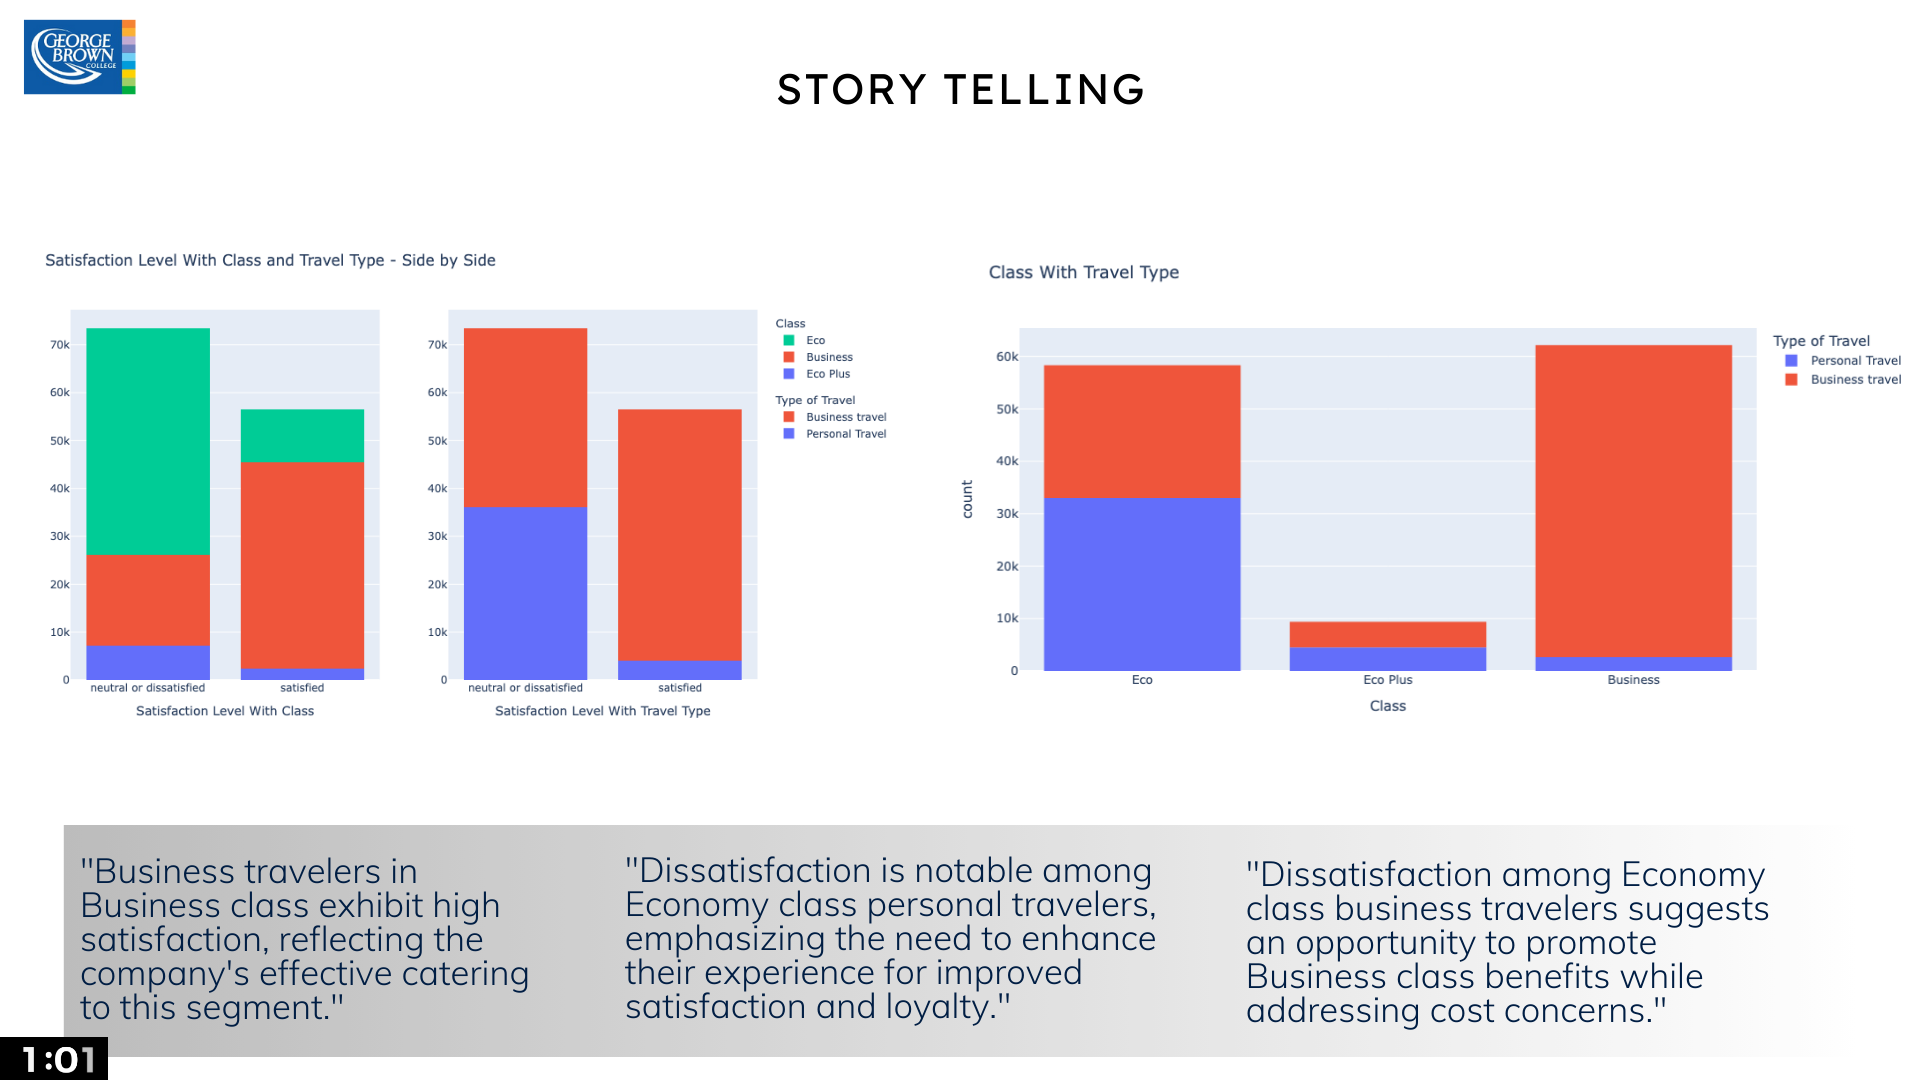 GEORGE
BROWN
COLLEGE
STORY TELLING
Satisfaction Level With Class and Travel Type - Side by Side
70k
60k
50k
40k
30k
20k
10k
0
neutral or dissatisfied
satisfied
Satisfaction Level With Class
70k
60k
50k
40k
30k
20k
10k
0
neutral or dissatisfied
satisfied
Satisfaction Level With Travel Type
Class
Eco
Business
Eco Plus
Type of Travel
Business travel
Personal Travel
Class With Travel Type
count
60k
50k
40k
30k
20k
10k
0
Eco
Eco Plus
Business
Class
Type of Travel
Personal Travel
Business travel
"Business travelers in
Business class exhibit high
satisfaction, reflecting the
company's effective catering
to this segment."
"Dissatisfaction is notable among
Economy class personal travelers,
emphasizing the need to enhance
their experience for improved
satisfaction and loyalty."
"Dissatisfaction among Economy
class business travelers suggests
an opportunity to promote
Business class benefits while
addressing cost concerns."
1:01